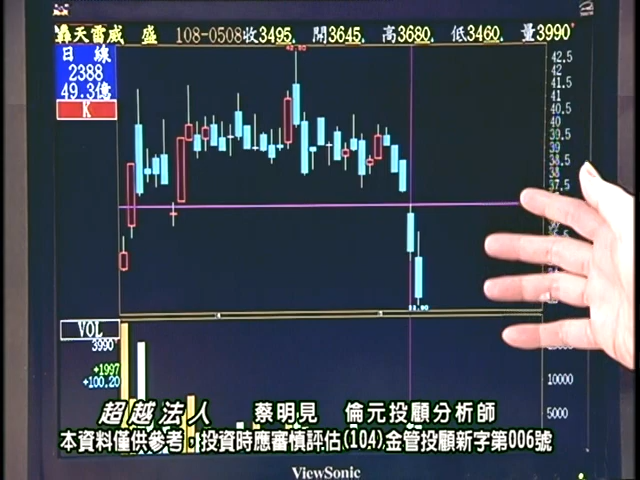 轟天雷威 盛 108-0508收3495. 開3645. 高3680. 低3460. 量3990
日 線
2388
49.3億
K
42.5
42
41.5
41
40.5
40
39.5
39
38.5
38
37.5
VOL
3990
+1997
+100.20
10000
5000
超越法人 蔡明見 倫元投顧分析師
本資料僅供參考,投資時應審慎評估(104)金管投顧新字第006號
ViewSonic